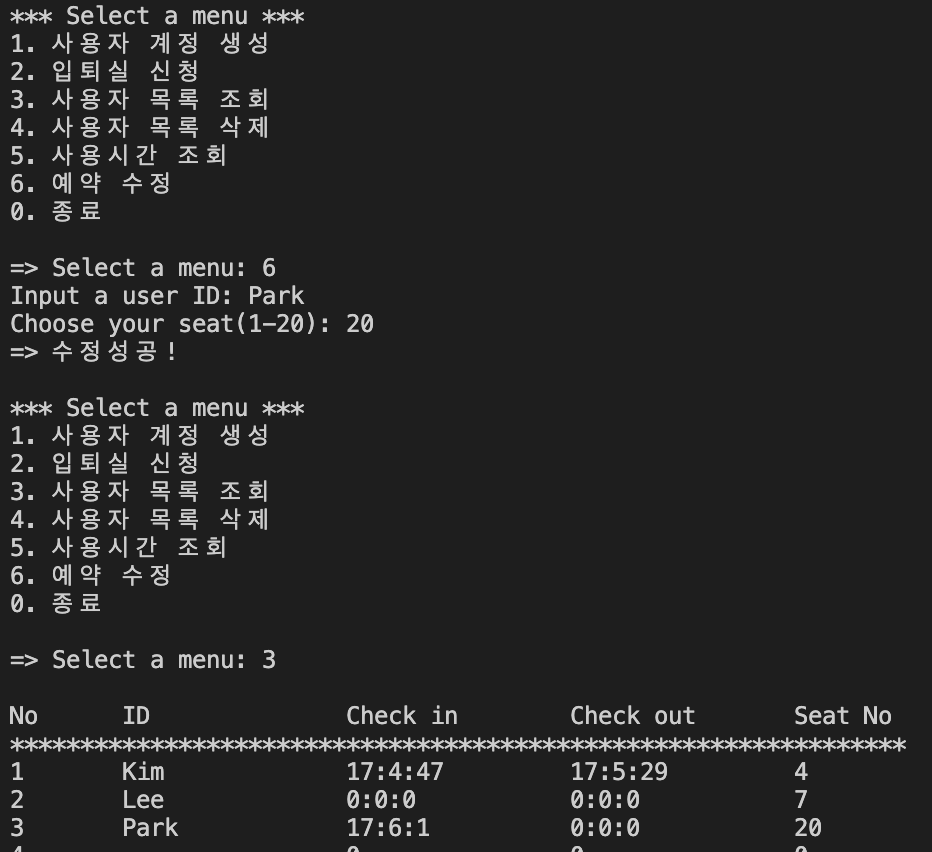 *** Select a menu ***
1. 사용자 계정 생성
2. 입퇴실 신청
3. 사용자 목록 조회
4. 사용자 목록 삭제
5. 사용시간 조회
6. 예약 수정
0. 종료
=> Select a menu: 6
Input a user ID: Park
Choose your seat(1-20): 20
=> 수정성공!
*** Select a menu ***
1. 사용자 계정 생성
2. 입퇴실 신청
3. 사용자 목록 조회
4. 사용자 목록 삭제
5. 사용시간 조회
6. 예약 수정
0. 종료
=> Select a menu: 3
No ID Check in Check out Seat No
****************************************************************
1 Kim 17:4:47 17:5:29 4
2 Lee 0:0:0 0:0:0 7
3 Park 17:6:1 0:0:0 20